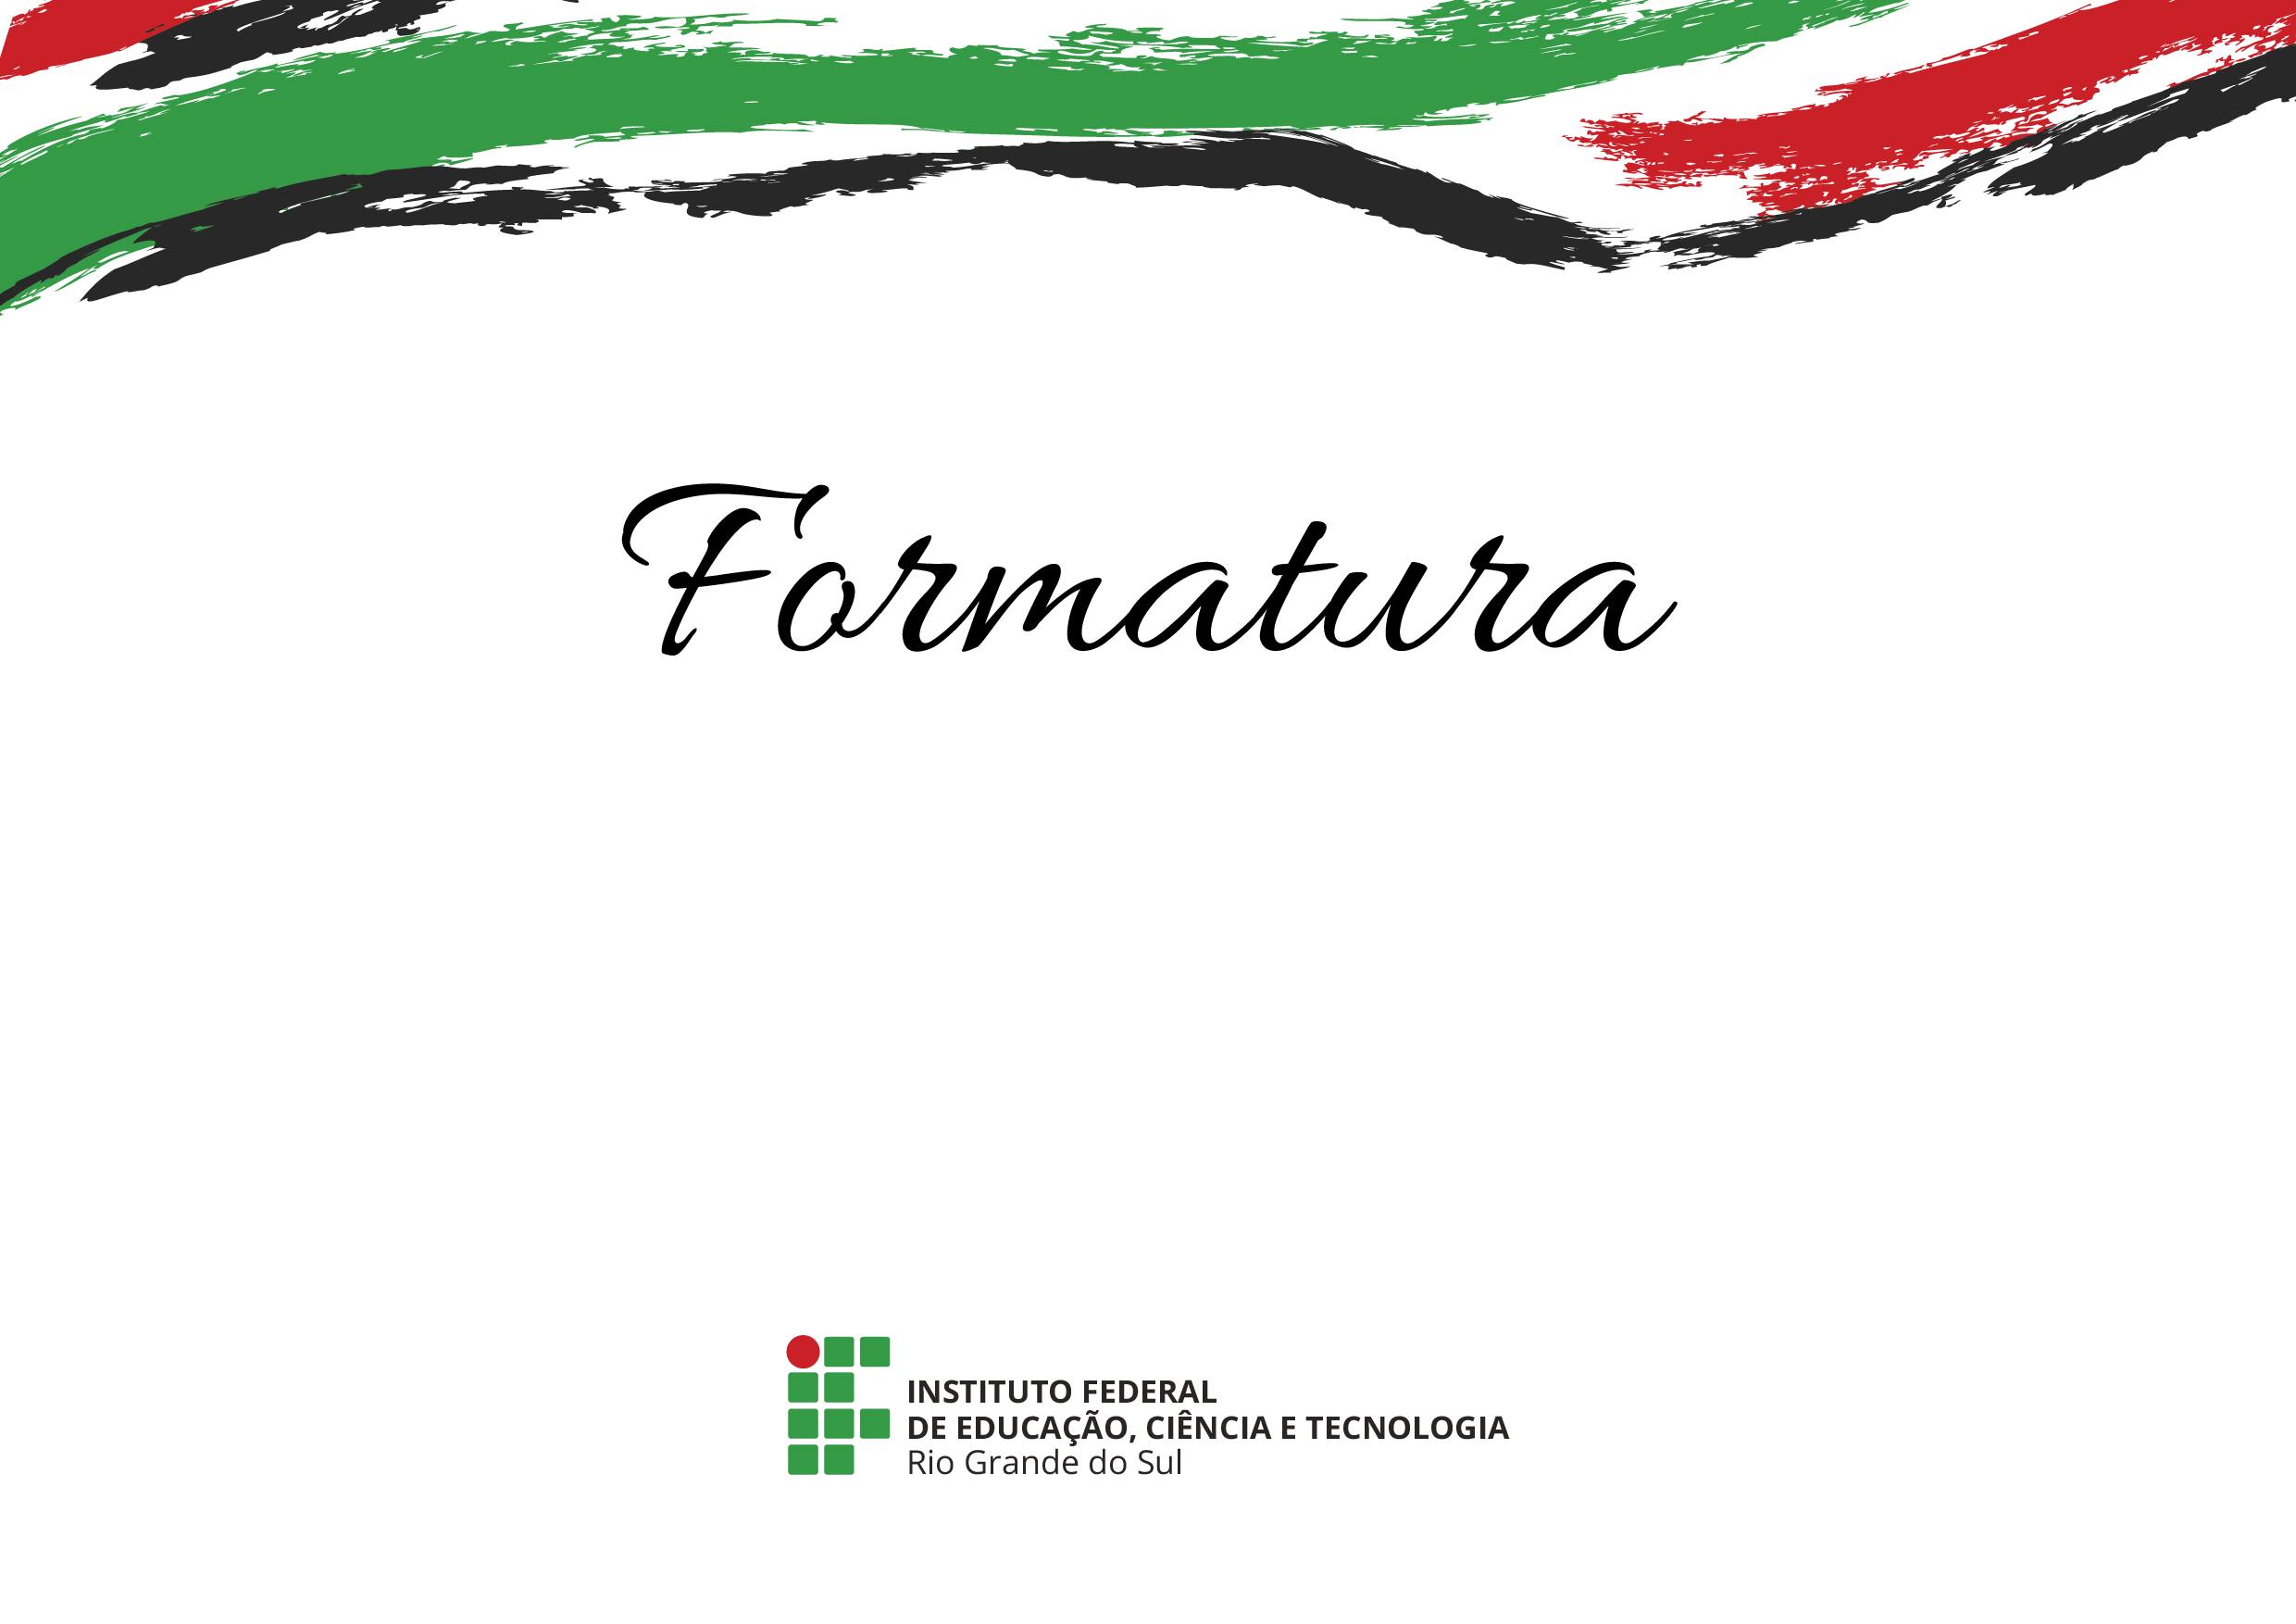 Formatura
INSTITUTO FEDERAL
DE EDUCAÇÃO, CIÊNCIA E TECNOLOGIA
Rio Grande do Sul